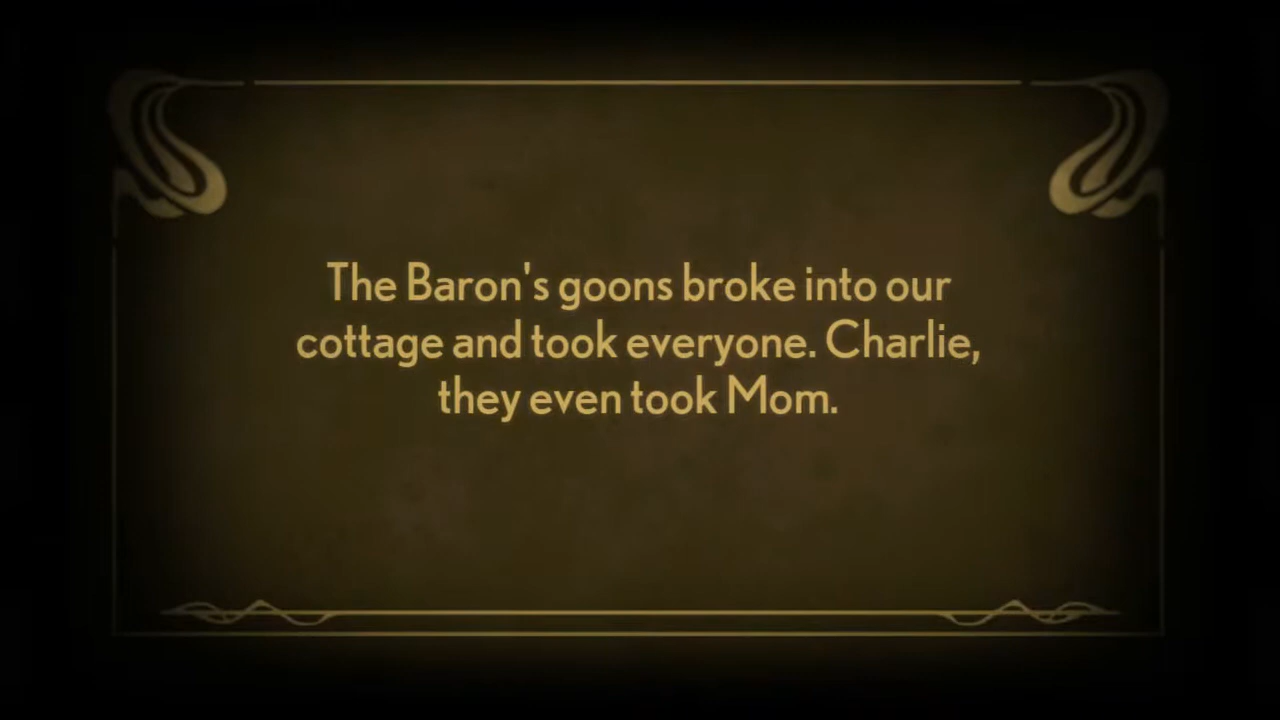 The Baron's goons broke into our
cottage and took everyone. Charlie,
they even took Mom.